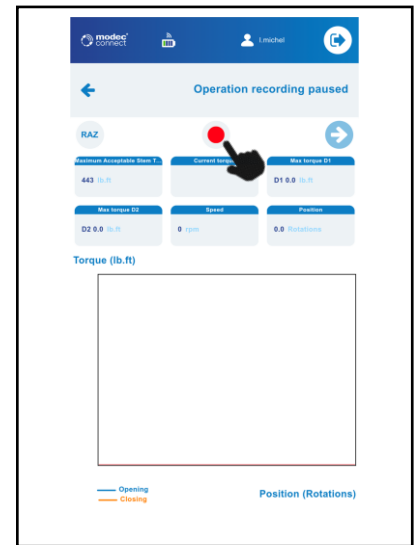 modec'
connect
l.michel
Operation recording paused
RAZ
Maximum Acceptable Stem T...
Current torque
Max torque D1
443 lb.ft
D1 0.0 lb.ft
Max torque D2
Speed
Position
D2 0.0 lb.ft
0 rpm
0.0 Rotations
Torque (lb.ft)
Opening
Closing
Position (Rotations)